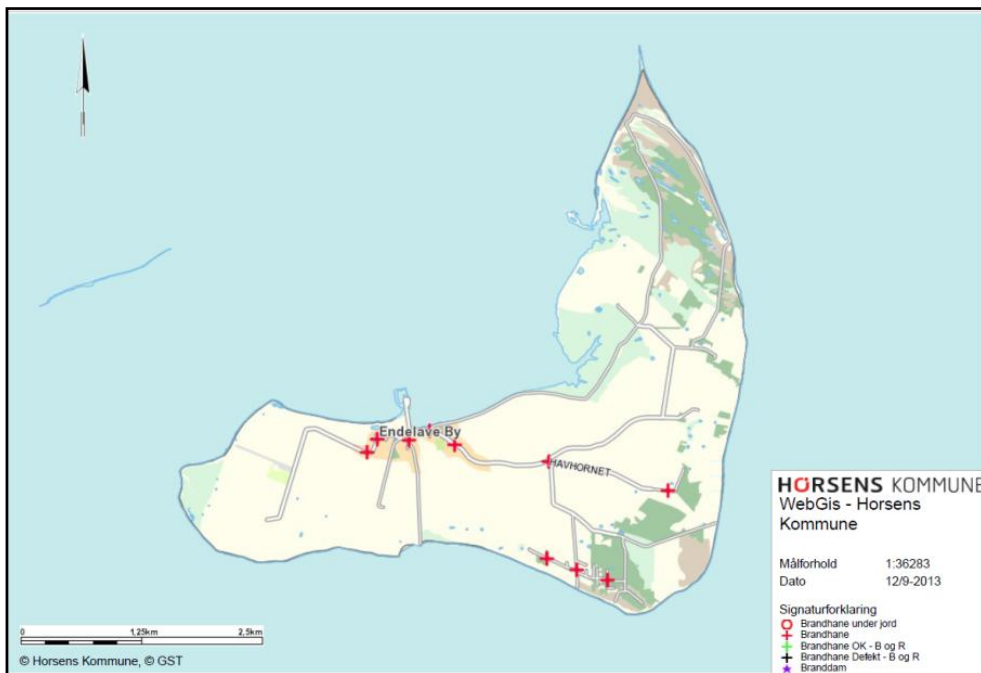 Endelave By
HAVHORNET
HORSENS KOMMUNE
WebGis - Horsens
Kommune
Målforhold 1:36283
Dato 12/9-2013
Signaturforklaring
Brandhane under jord
Brandhane
Brandhane OK - B og R
Brandhane Defekt - B og R
Branddam
0 1,25km 2,5km
© Horsens Kommune, © GST